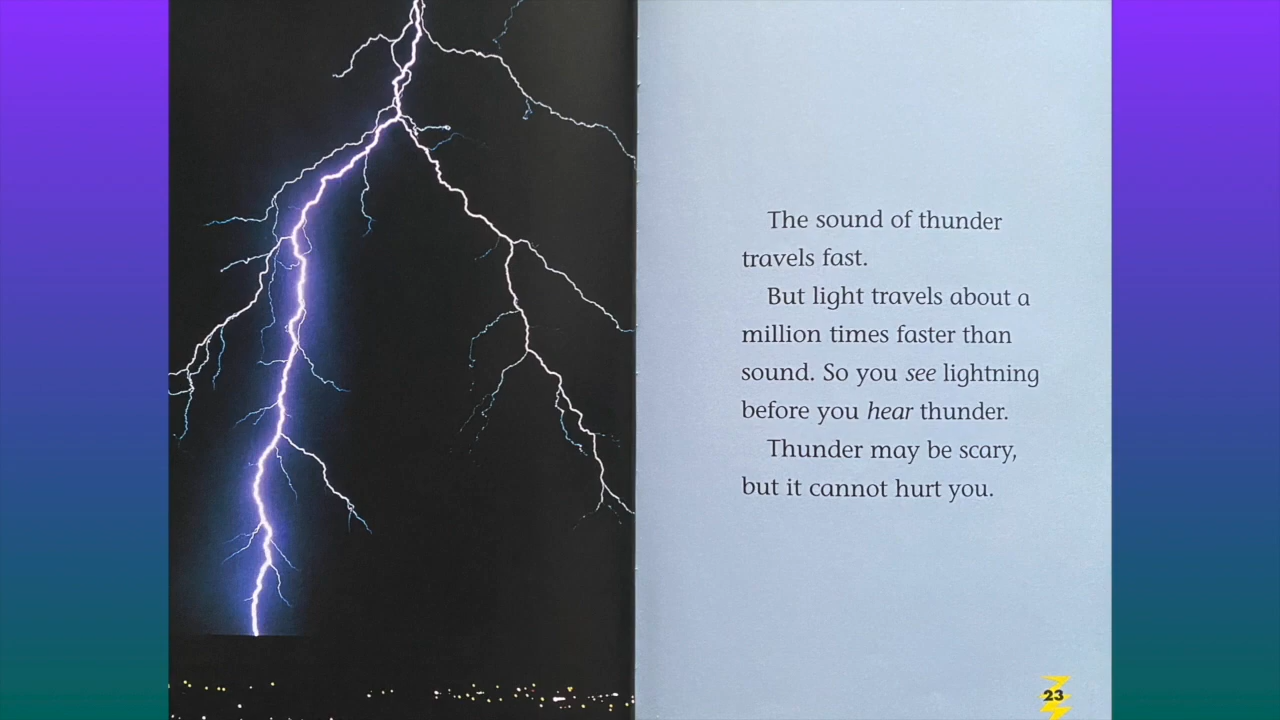 The sound of thunder
travels fast.
But light travels about a
million times faster than
sound. So you see lightning
before you hear thunder.
Thunder may be scary,
but it cannot hurt you.
23